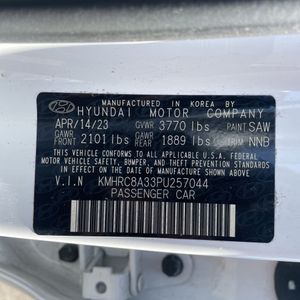 MANUFACTURED IN KOREA BY
HYUNDAI MOTOR COMPANY
APR/14/23 GVWR 3770 lbs PAINT SAW
GAWR FRT 2101 lbs GAWR RR 1889 lbs TRIM NNB
THIS VEHICLE CONFORMS TO ALL APPLICABLE
U.S. FEDERAL MOTOR VEHICLE SAFETY, BUMPER,
AND THEFT PREVENTION STANDARDS IN EFFECT
ON THE DATE OF MANUFACTURE SHOWN ABOVE.
V.I.N KMHRC8A33PU257044
PASSENGER CAR